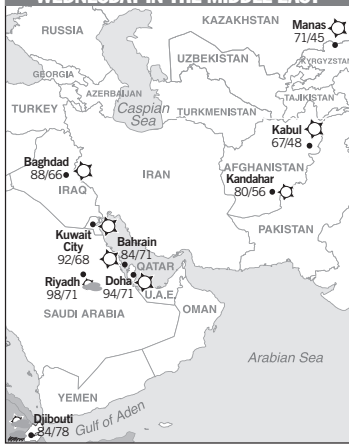 WEDNESDAY IN THE MIDDLE EAST
KAZAKHSTAN
RUSSIA
Manas
71/45
UZBEKISTAN
KYRGYZSTAN
GEORGIA
AZERBAIJAN
TAJIKISTAN
TURKEY
Caspian
Sea
TURKMENISTAN
Kabul
67/48
Baghdad
88/66
IRAN
AFGHANISTAN
Kandahar
80/56
IRAQ
PAKISTAN
Kuwait
City
92/68
Bahrain
84/71
QATAR
Riyadh
98/71
Doha
94/71
U.A.E.
OMAN
SAUDI ARABIA
Arabian Sea
YEMEN
Gulf of Aden
Djibouti
84/78